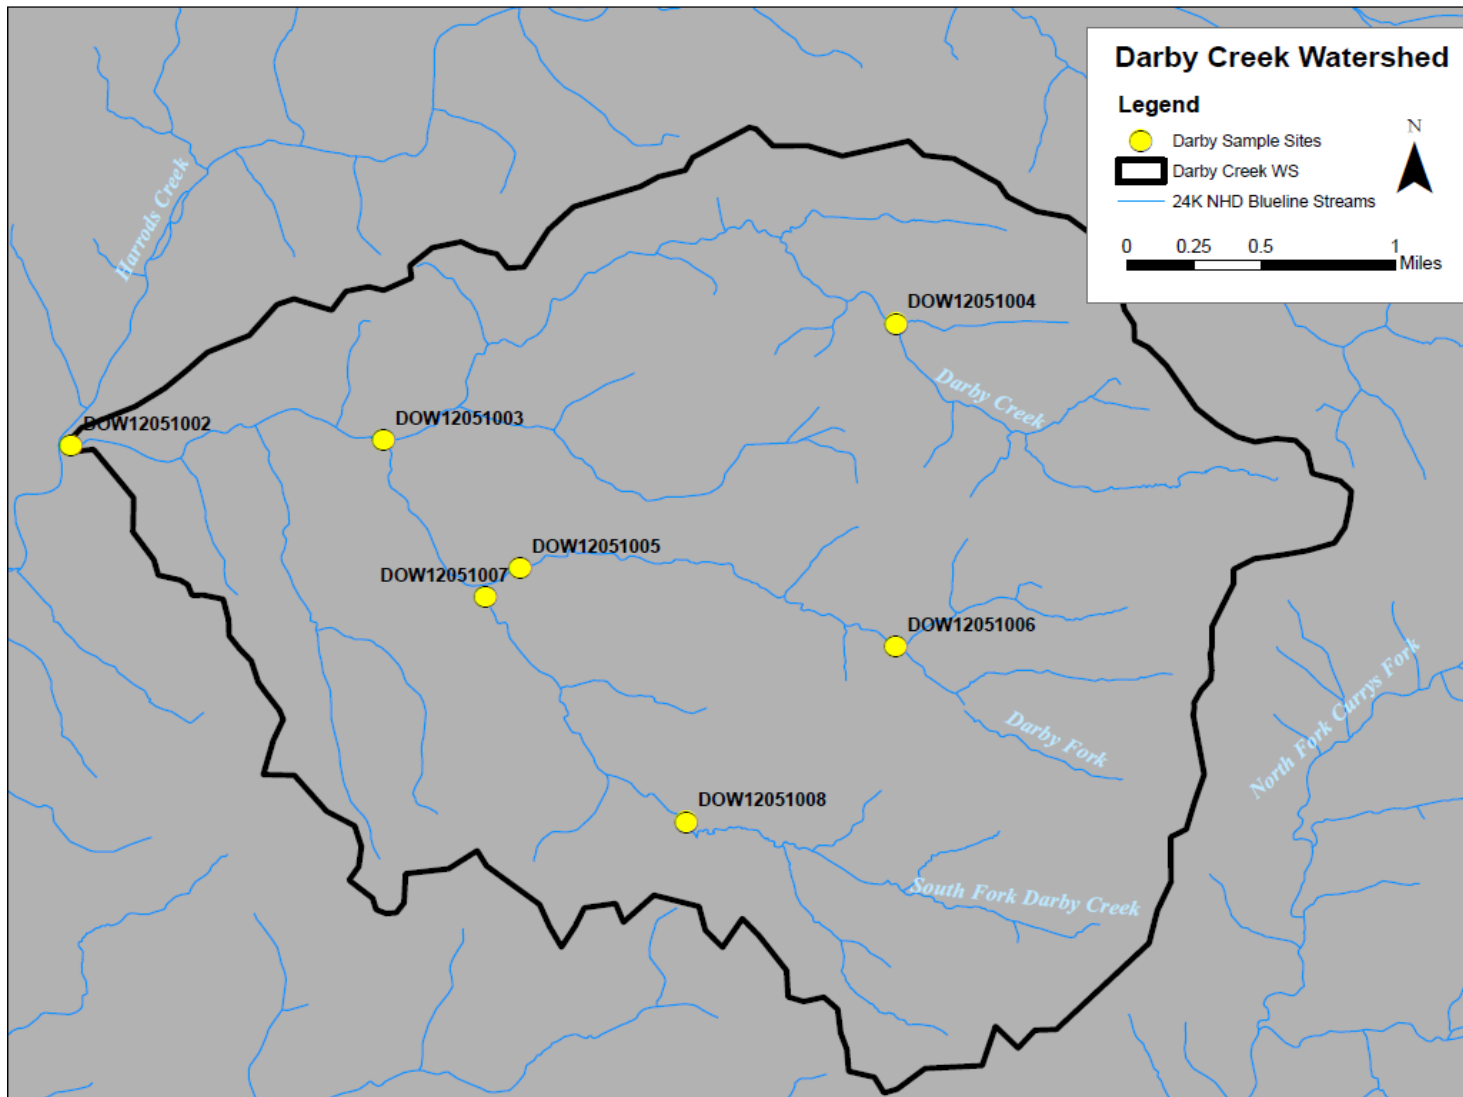 Darby Creek Watershed
Legend
N
Darby Sample Sites
Darby Creek WS
24K NHD Blueline Streams
0 0.25 0.5 1
Miles
Harrods Creek
DOW12051004
Darby Creek
DOW12051003
DOW12051002
DOW12051005
DOW12051007
DOW12051006
Darby Fork
North Fork Currys Fork
DOW12051008
South Fork Darby Creek